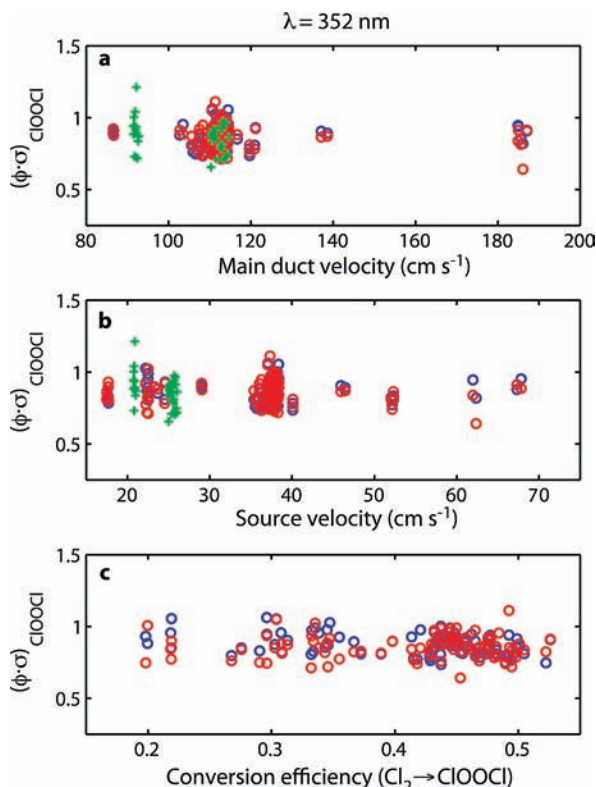 λ = 352 nm
a
1.5
1
0.5
(ϕ·σ) ClOOCl
80 100 120 140 160 180 200
Main duct velocity (cm s⁻¹)
b
1.5
1
0.5
(ϕ·σ) ClOOCl
20 30 40 50 60 70
Source velocity (cm s⁻¹)
c
1.5
1
0.5
(ϕ·σ) ClOOCl
0.2 0.3 0.4 0.5
Conversion efficiency (Cl₂→ClOOCl)